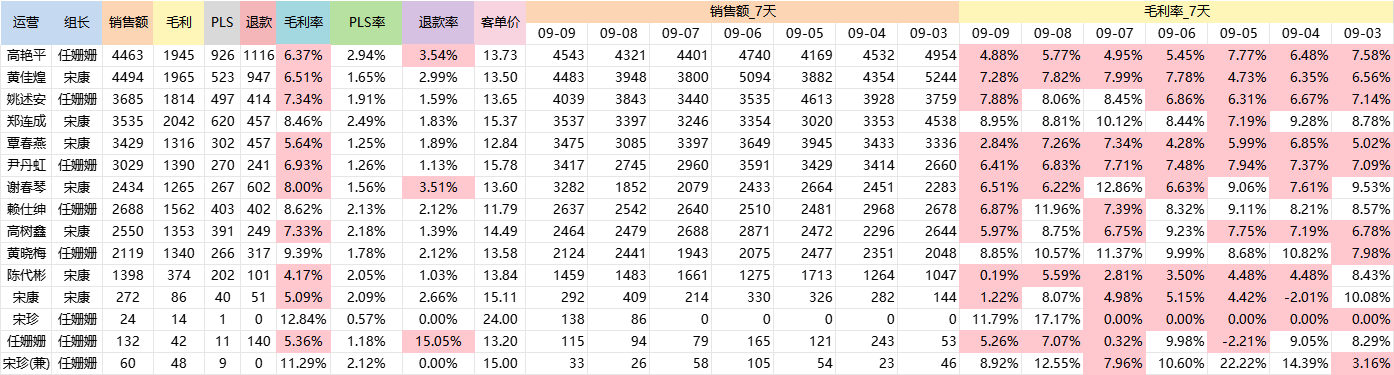 运营 组长 销售额 毛利 PLS 退款 毛利率 PLS率 退款率 客单价 销售额_7天 毛利率_7天
09-09 09-08 09-07 09-06 09-05 09-04 09-03 09-09 09-08 09-07 09-06 09-05 09-04 09-03
高艳平 任姗姗 4463 1945 926 1116 6.37% 2.94% 3.54% 13.73 4543 4321 4401 4740 4169 4532 4954 4.88% 5.77% 4.95% 5.45% 7.77% 6.48% 7.58%
黄佳煌 宋康 4494 1965 523 947 6.51% 1.65% 2.99% 13.50 4483 3948 3800 5094 3882 4354 5244 7.28% 7.82% 7.99% 7.78% 4.73% 6.35% 6.56%
姚述安 任姗姗 3685 1814 497 414 7.34% 1.91% 1.59% 13.65 4039 3843 3440 3535 4613 3928 3759 7.88% 8.06% 8.45% 6.86% 6.31% 6.67% 7.14%
郑连成 宋康 3535 2042 620 457 8.46% 2.49% 1.83% 15.37 3537 3397 3246 3354 3020 3353 4538 8.95% 8.81% 10.12% 8.44% 7.19% 9.28% 8.78%
覃春燕 宋康 3429 1316 302 457 5.64% 1.25% 1.89% 12.84 3475 3085 3397 3649 3945 3433 3336 2.84% 7.26% 7.34% 4.28% 5.99% 6.85% 5.02%
尹丹虹 任姗姗 3029 1390 270 241 6.93% 1.26% 1.13% 15.78 3417 2745 2960 3591 3429 3414 2660 6.41% 6.83% 7.71% 7.48% 7.94% 7.37% 7.09%
谢春琴 宋康 2434 1265 267 602 8.00% 1.56% 3.51% 13.60 3282 1852 2079 2433 2664 2451 2283 6.51% 6.22% 12.86% 6.63% 9.06% 7.61% 9.53%
赖仕绅 任姗姗 2688 1562 403 402 8.62% 2.13% 2.12% 11.79 2637 2542 2640 2510 2481 2968 2678 6.87% 11.96% 7.39% 8.32% 9.11% 8.21% 8.57%
高树鑫 宋康 2550 1353 391 249 7.33% 2.18% 1.39% 14.49 2464 2479 2688 2871 2472 2296 2644 5.97% 8.75% 6.75% 9.23% 7.75% 7.19% 6.78%
黄晓梅 任姗姗 2119 1340 266 317 9.39% 1.78% 2.12% 13.58 2124 2441 1943 2075 2477 2351 2048 8.85% 10.57% 11.37% 9.99% 8.68% 10.82% 7.98%
陈代彬 宋康 1398 374 202 101 4.17% 2.05% 1.03% 13.84 1459 1483 1661 1275 1713 1264 1047 0.19% 5.59% 2.81% 3.50% 4.48% 4.48% 8.43%
宋康 宋康 272 86 40 51 5.09% 2.09% 2.66% 15.11 292 409 214 330 326 282 144 1.22% 8.07% 4.98% 5.15% 4.42% -2.01% 10.08%
宋珍 任姗姗 24 14 1 0 12.84% 0.57% 0.00% 24.00 138 86 0 0 0 0 0 11.79% 17.17% 0.00% 0.00% 0.00% 0.00% 0.00%
任姗姗 任姗姗 132 42 11 140 5.36% 1.18% 15.05% 13.20 115 94 79 165 121 243 53 5.26% 7.07% 0.32% 9.98% -2.21% 9.05% 8.29%
宋珍(兼) 任姗姗 60 48 9 0 11.29% 2.12% 0.00% 15.00 33 26 58 105 54 23 46 8.92% 12.55% 7.96% 10.60% 22.22% 14.39% 3.16%